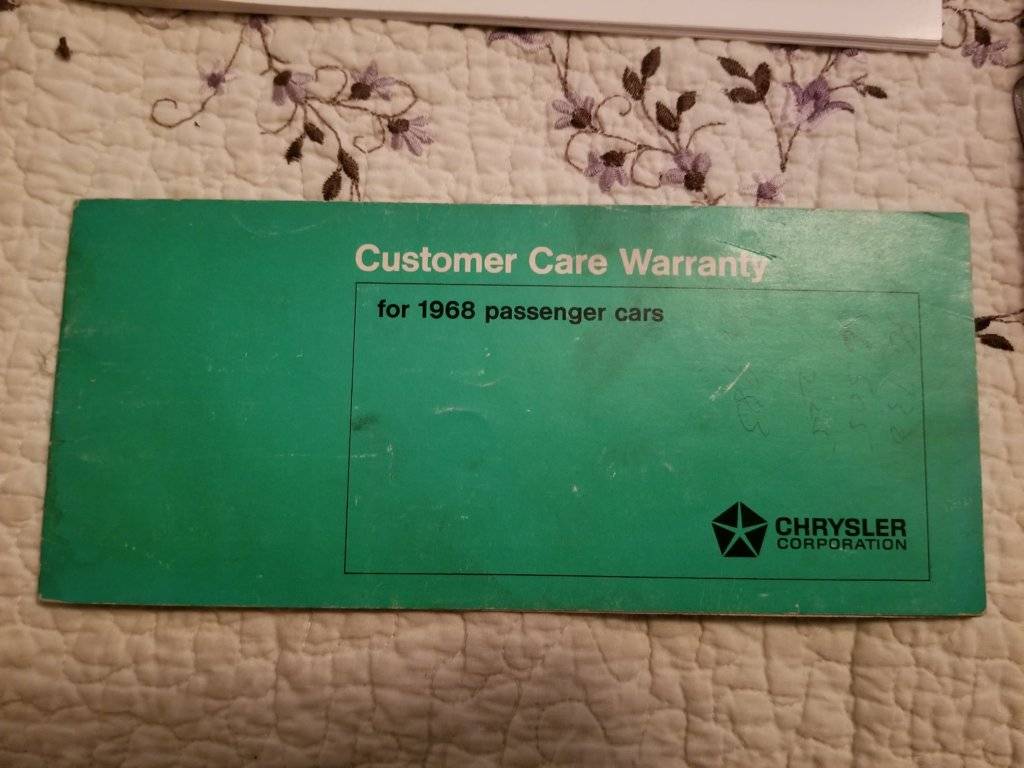 Customer Care Warranty
for 1968 passenger cars
CHRYSLER
CORPORATION